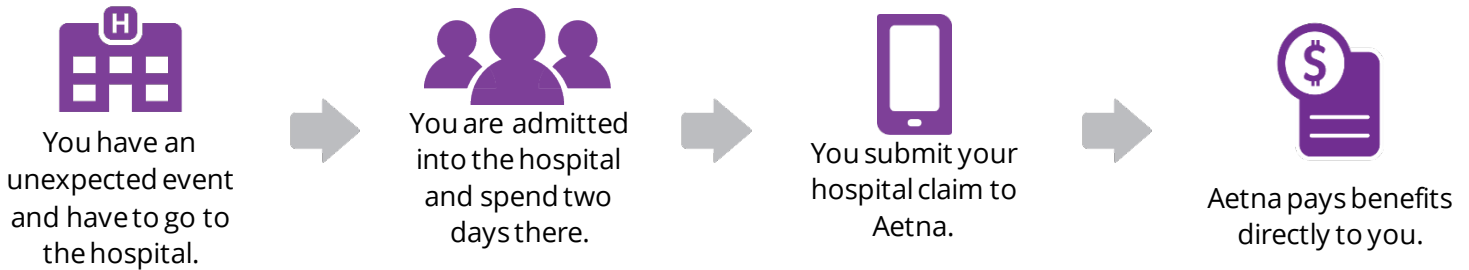 H
You have an
unexpected event
and have to go to
the hospital.
You are admitted
into the hospital
and spend two
days there.
You submit your
hospital claim to
Aetna.
$
Aetna pays benefits
directly to you.